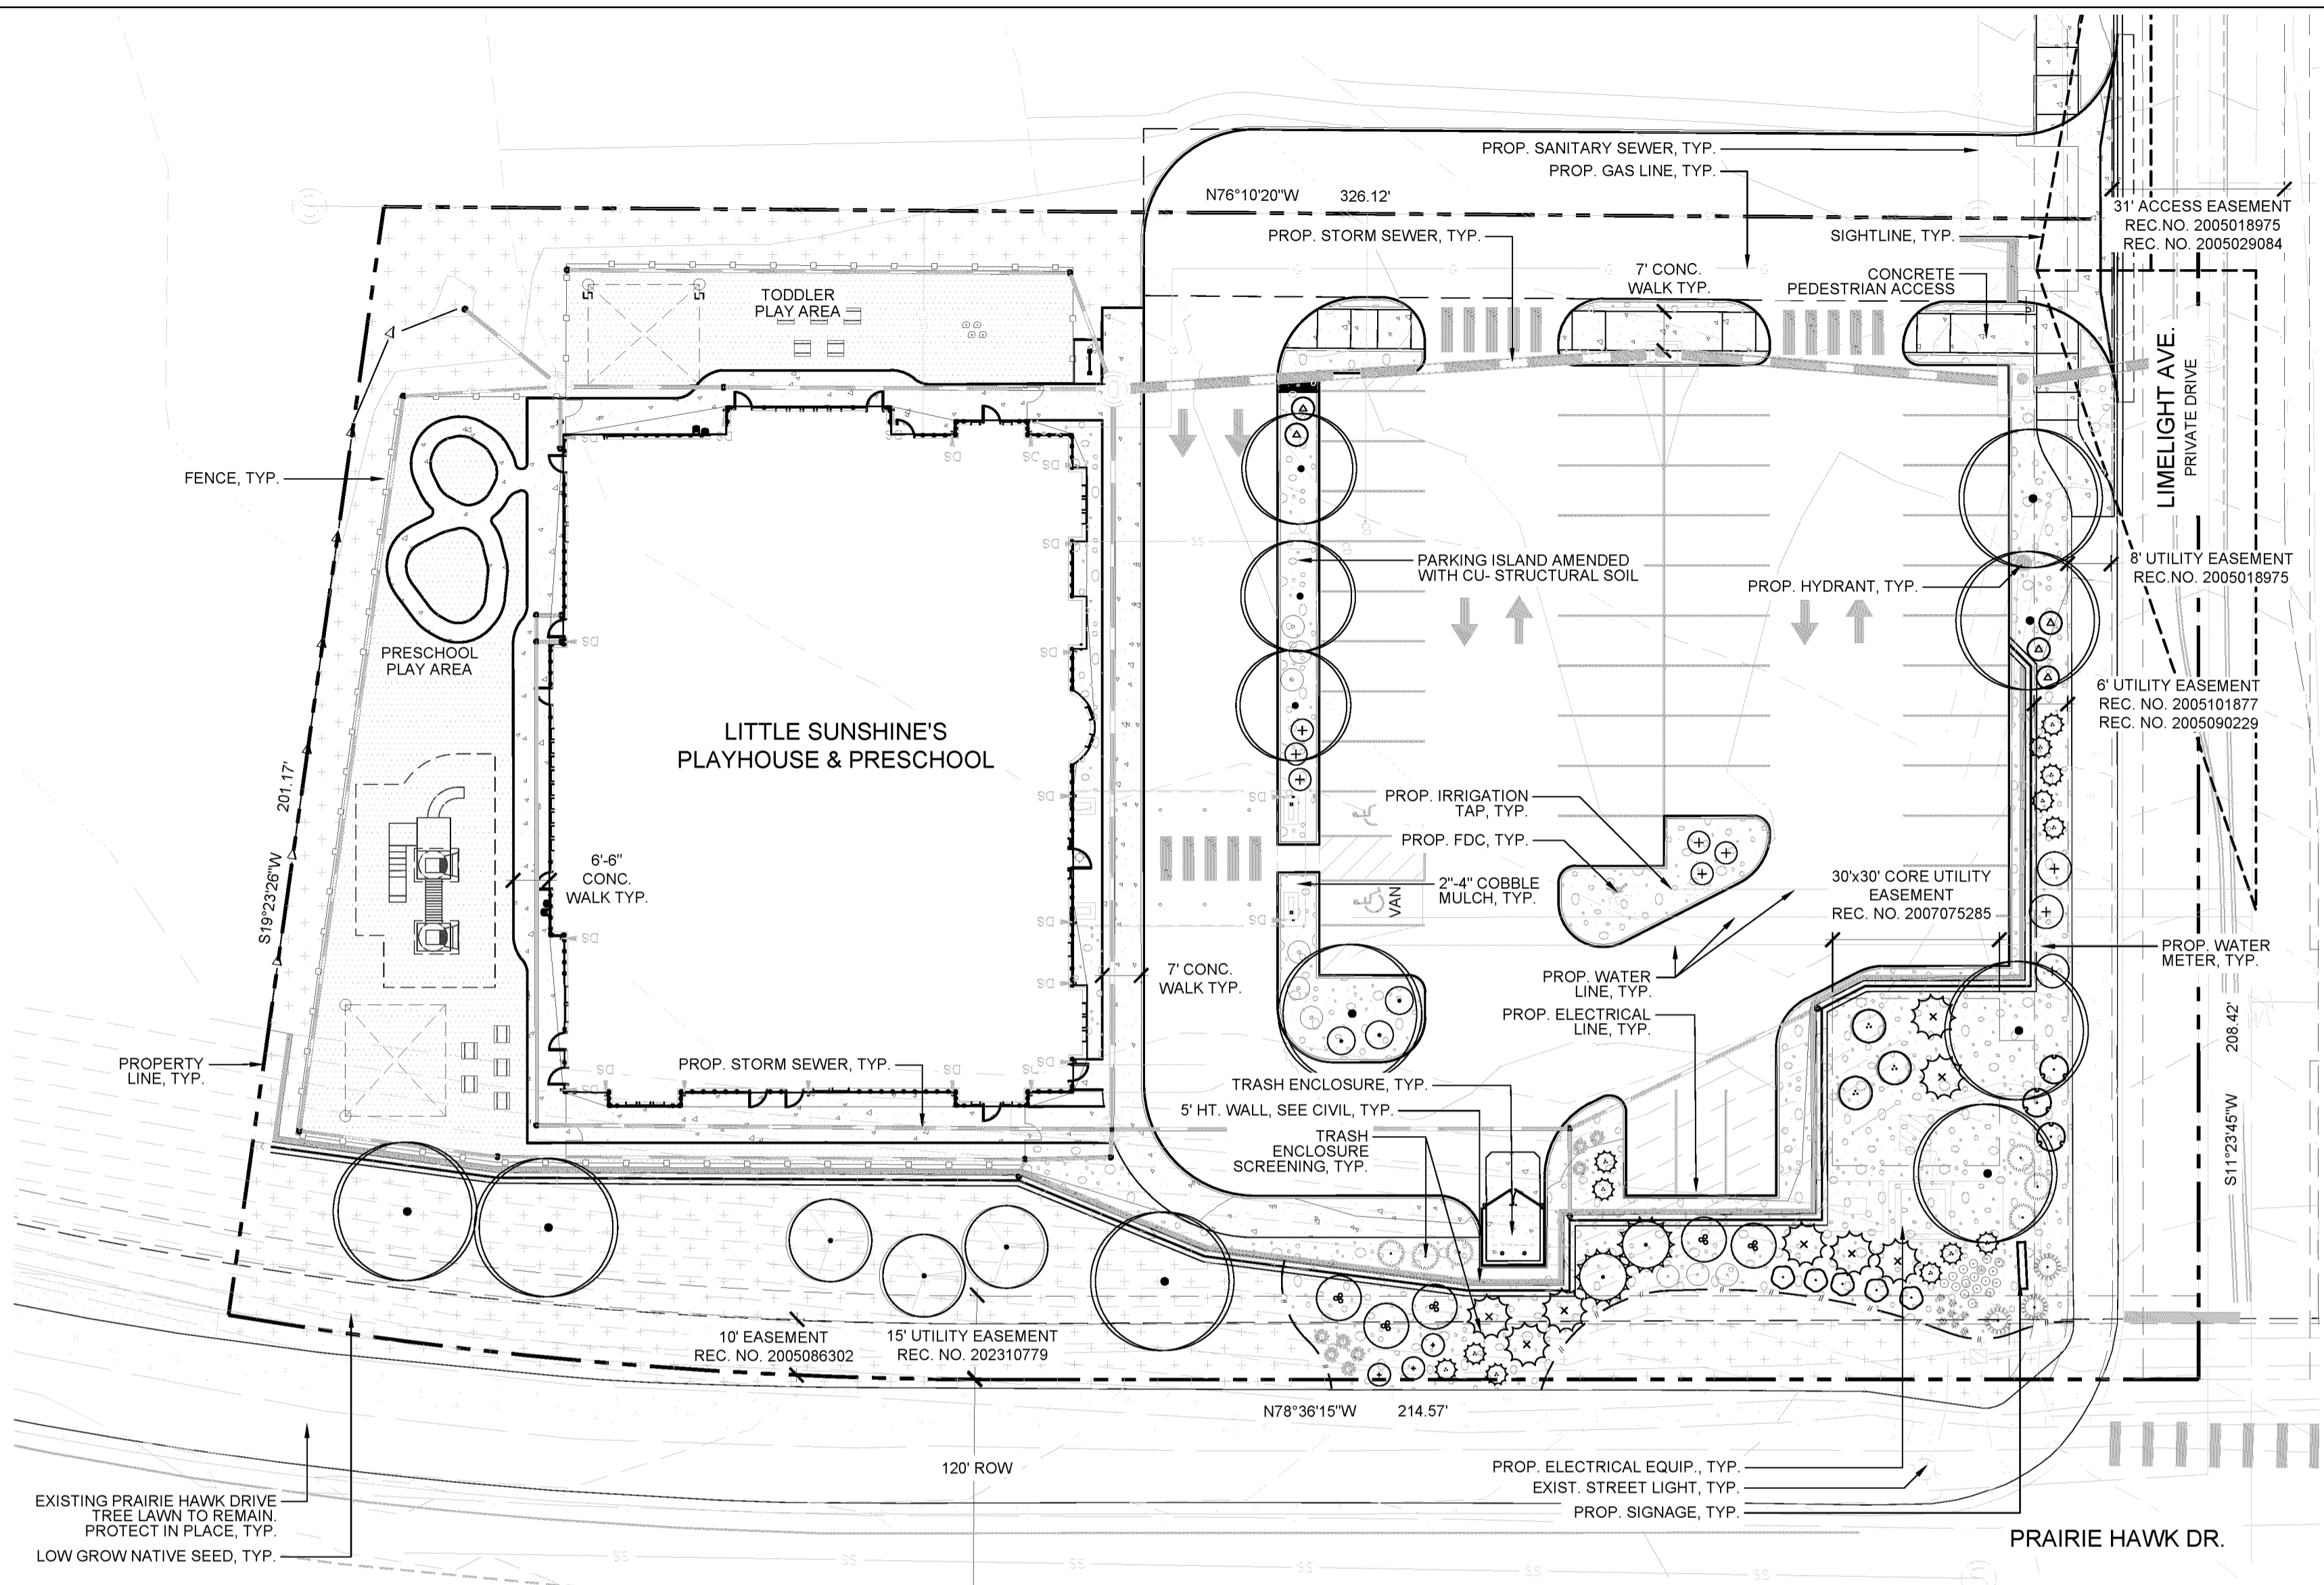 PROP. SANITARY SEWER, TYP.
PROP. GAS LINE, TYP.
N76°10'20"W 326.12'
31' ACCESS EASEMENT
REC.NO. 2005018975
REC. NO. 2005029084
PROP. STORM SEWER, TYP.
SIGHTLINE, TYP.
7' CONC.
WALK TYP.
CONCRETE
PEDESTRIAN ACCESS
TODDLER
PLAY AREA
LIMELIGHT AVE.
PRIVATE DRIVE
FENCE, TYP.
PARKING ISLAND AMENDED
WITH CU- STRUCTURAL SOIL
8' UTILITY EASEMENT
REC.NO. 2005018975
PROP. HYDRANT, TYP.
PRESCHOOL
PLAY AREA
6' UTILITY EASEMENT
REC. NO. 2005101877
REC. NO. 2005090229
LITTLE SUNSHINE'S
PLAYHOUSE & PRESCHOOL
201.17'
S19°23'26"W
PROP. IRRIGATION
TAP, TYP.
PROP. FDC, TYP.
6'-6"
CONC.
WALK TYP.
2"-4" COBBLE
MULCH, TYP.
VAN
30'x30' CORE UTILITY
EASEMENT
REC. NO. 2007075285
PROP. WATER
METER, TYP.
7' CONC.
WALK TYP.
PROP. WATER
LINE, TYP.
PROP. ELECTRICAL
LINE, TYP.
208.42'
S11°23'45"W
PROPERTY
LINE, TYP.
PROP. STORM SEWER, TYP.
TRASH ENCLOSURE, TYP.
5' HT. WALL, SEE CIVIL, TYP.
TRASH
ENCLOSURE
SCREENING, TYP.
10' EASEMENT
REC. NO. 2005086302
15' UTILITY EASEMENT
REC. NO. 202310779
N78°36'15"W 214.57'
120' ROW
PROP. ELECTRICAL EQUIP., TYP.
EXIST. STREET LIGHT, TYP.
PROP. SIGNAGE, TYP.
EXISTING PRAIRIE HAWK DRIVE
TREE LAWN TO REMAIN.
PROTECT IN PLACE, TYP.
LOW GROW NATIVE SEED, TYP.
PRAIRIE HAWK DR.